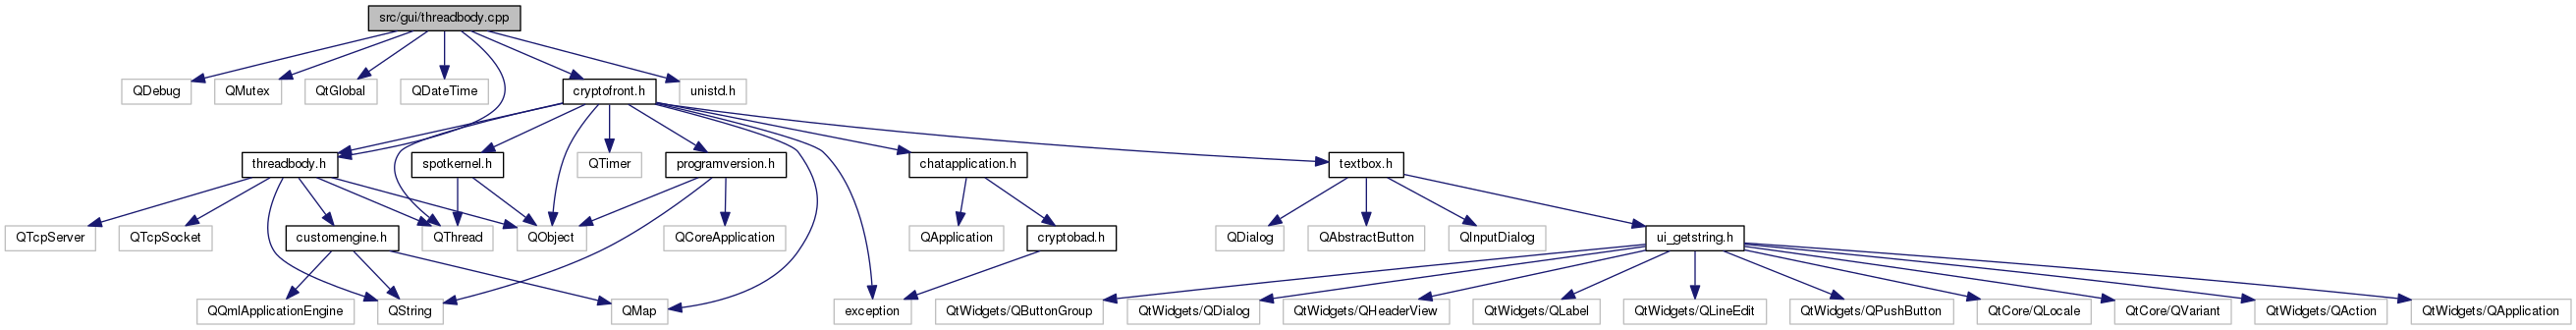 src/gui/threadbody.cpp
QDebug
QMutex
QtGlobal
QDateTime
cryptofront.h
unistd.h
threadbody.h
spotkernel.h
QTimer
programversion.h
chatapplication.h
textbox.h
QTcpServer
QTcpSocket
customengine.h
QThread
QObject
QCoreApplication
QApplication
cryptobad.h
QDialog
QAbstractButton
QInputDialog
ui_getstring.h
QQmlApplicationEngine
QString
QMap
exception
QtWidgets/QButtonGroup
QtWidgets/QDialog
QtWidgets/QHeaderView
QtWidgets/QLabel
QtWidgets/QLineEdit
QtWidgets/QPushButton
QtCore/QLocale
QtCore/QVariant
QtWidgets/QAction
QtWidgets/QApplication